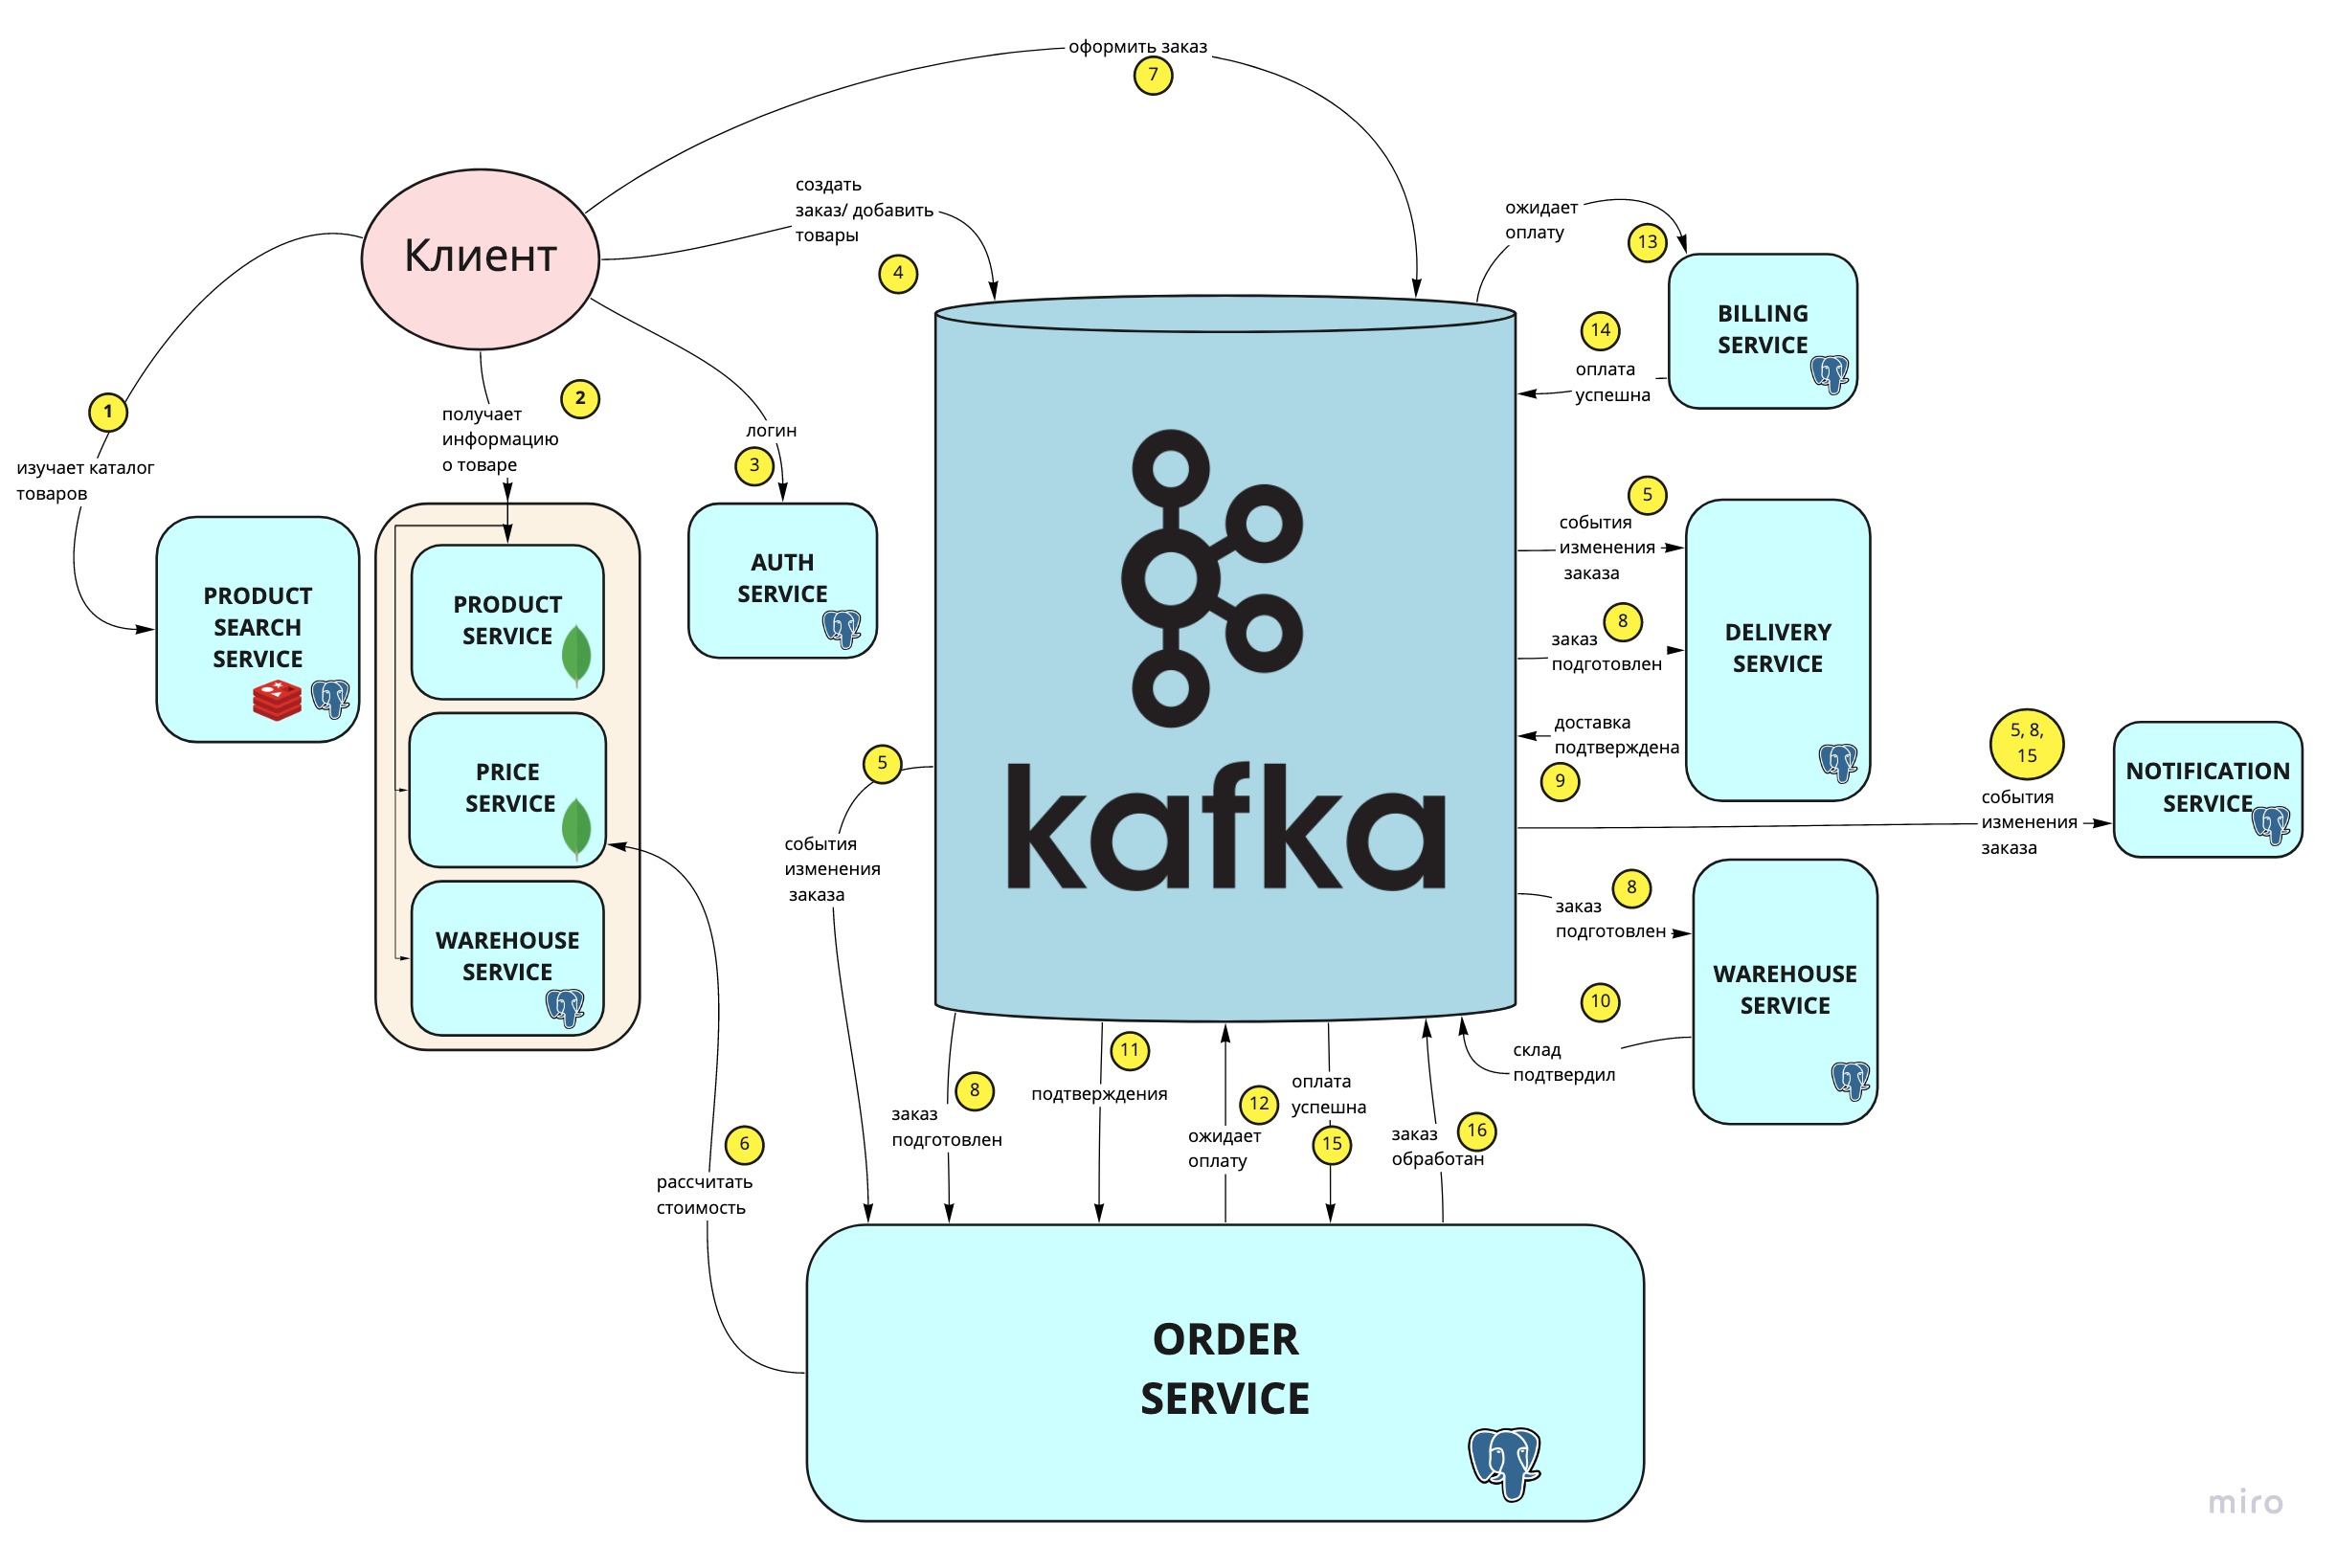 оформить заказ
7
создать
заказ/ добавить
товары
4
Клиент
ожидает
оплату
13
BILLING
SERVICE
14
оплата
успешна
1
изучает каталог
товаров
2
получает
информацию
о товаре
логин
3
PRODUCT
SEARCH
SERVICE
PRODUCT
SERVICE
PRICE
SERVICE
WAREHOUSE
SERVICE
AUTH
SERVICE
kafka
5
события
изменения
заказа
8
заказ
подготовлен
доставка
подтверждена
9
DELIVERY
SERVICE
5, 8,
15
события
изменения
заказа
NOTIFICATION
SERVICE
8
заказ
подготовлен
10
склад
подтвердил
WAREHOUSE
SERVICE
5
события
изменения
заказа
6
рассчитать
стоимость
8
заказ
подготовлен
11
подтверждения
12
ожидает
оплату
оплата
успешна
15
заказ
обработан
16
ORDER
SERVICE
miro